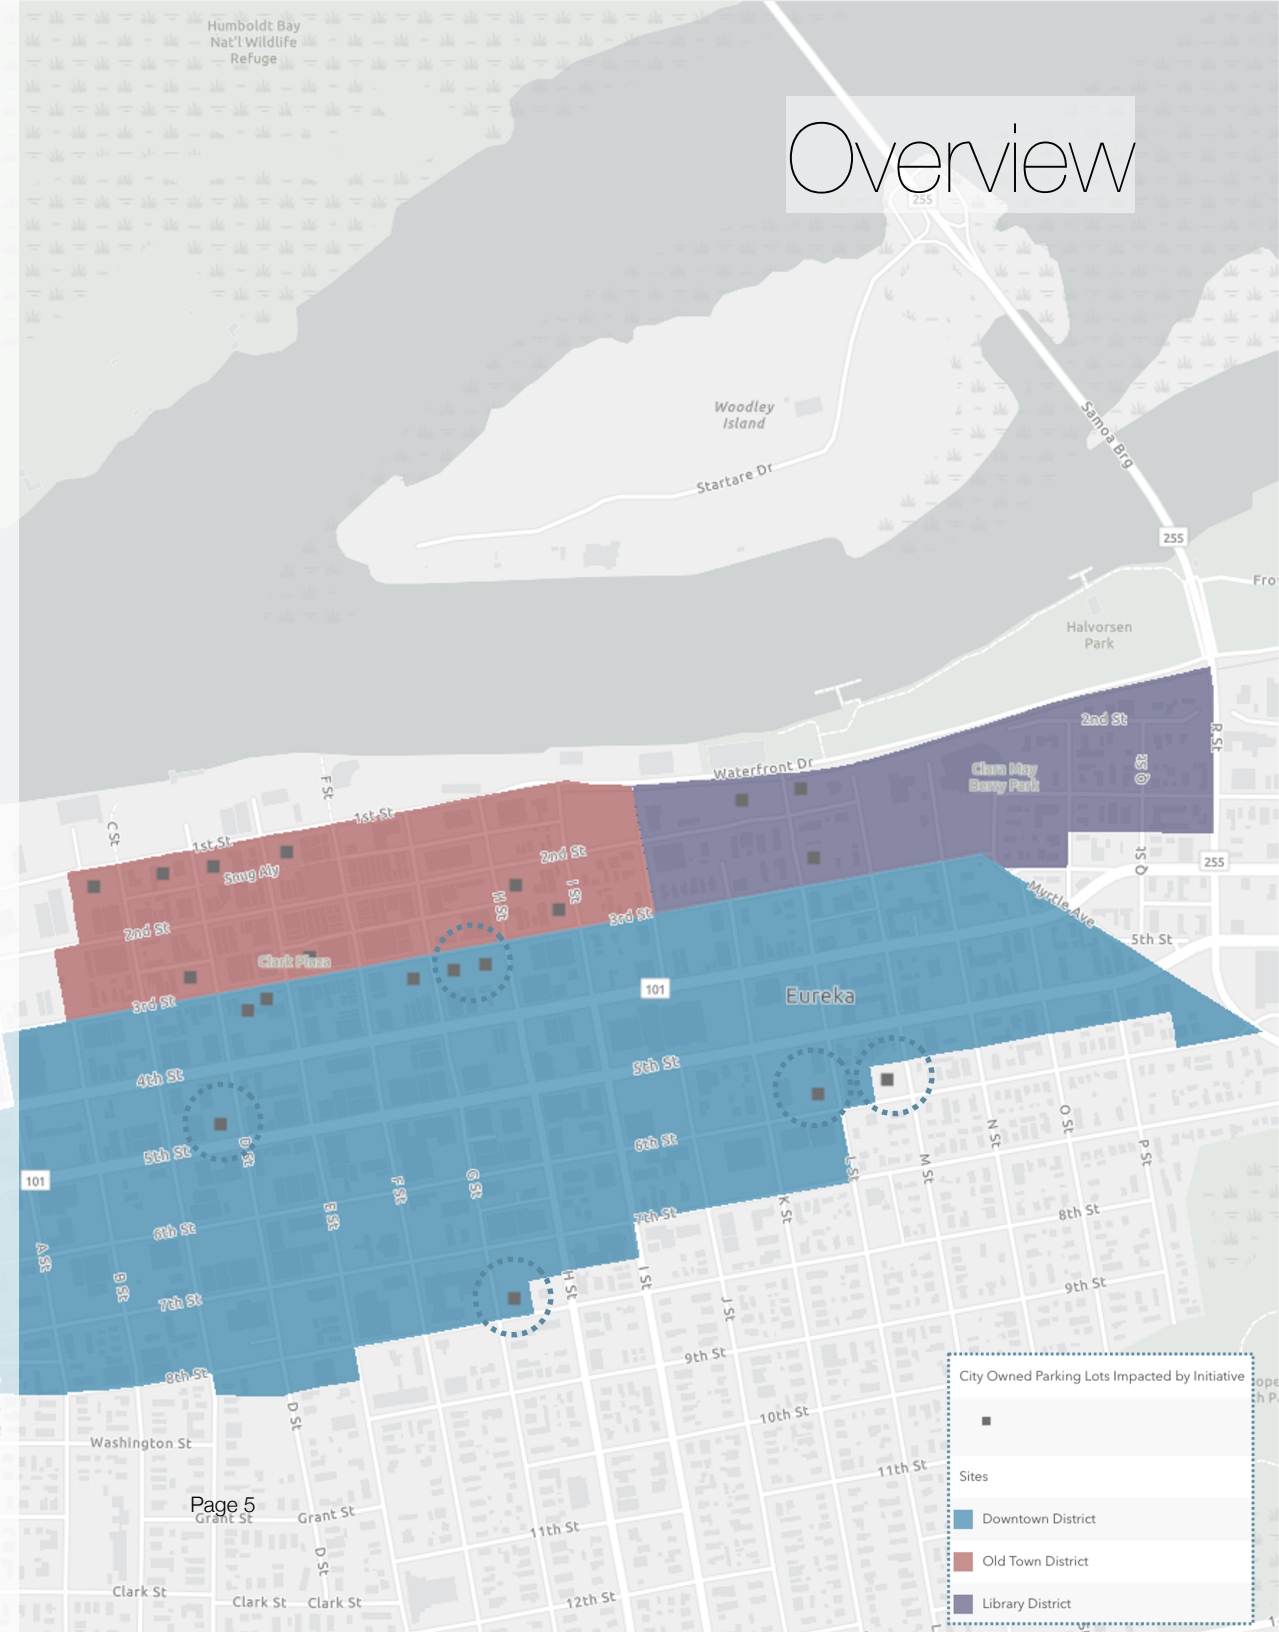 Humboldt Bay
Nat'l Wildlife
Refuge
Overview
255
Woodley
Island
Startare Dr
Samoa Brg
255
Halvorsen
Park
2nd St
R St
Q St
Waterfront Dr
Clara May
Berry Park
F St
C St
1st St
1st St
Snug Aly
2nd St
I St
H St
3rd St
2nd St
Clark Plaza
3rd St
Q St
255
Myrtle Ave
5th St
101
Eureka
4th St
5th St
D St
5th St
6th St
101
N St
O St
P St
M St
L St
K St
G St
F St
E St
6th St
7th St
8th St
A St
B St
7th St
H St
I St
J St
9th St
9th St
8th St
D St
10th St
Washington St
11th St
Page 5
Grant St
Grant St
11th St
D St
Clark St
Clark St
Clark St
12th St
City Owned Parking Lots Impacted by Initiative
Sites
Downtown District
Old Town District
Library District